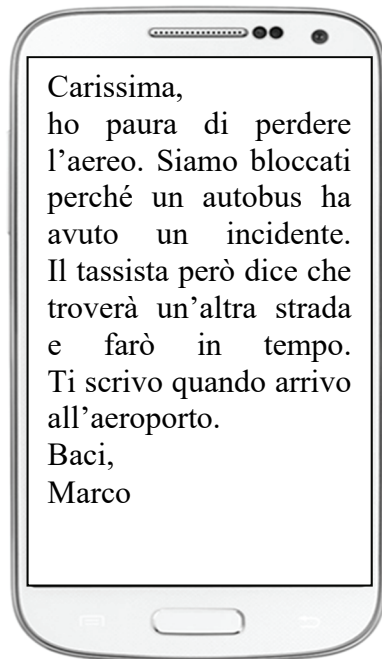 Carissima,
ho paura di perdere
l’aereo. Siamo bloccati
perché un autobus ha
avuto un incidente.
Il tassista però dice che
troverà un’altra strada
e farò in tempo.
Ti scrivo quando arrivo
all’aeroporto.
Baci,
Marco